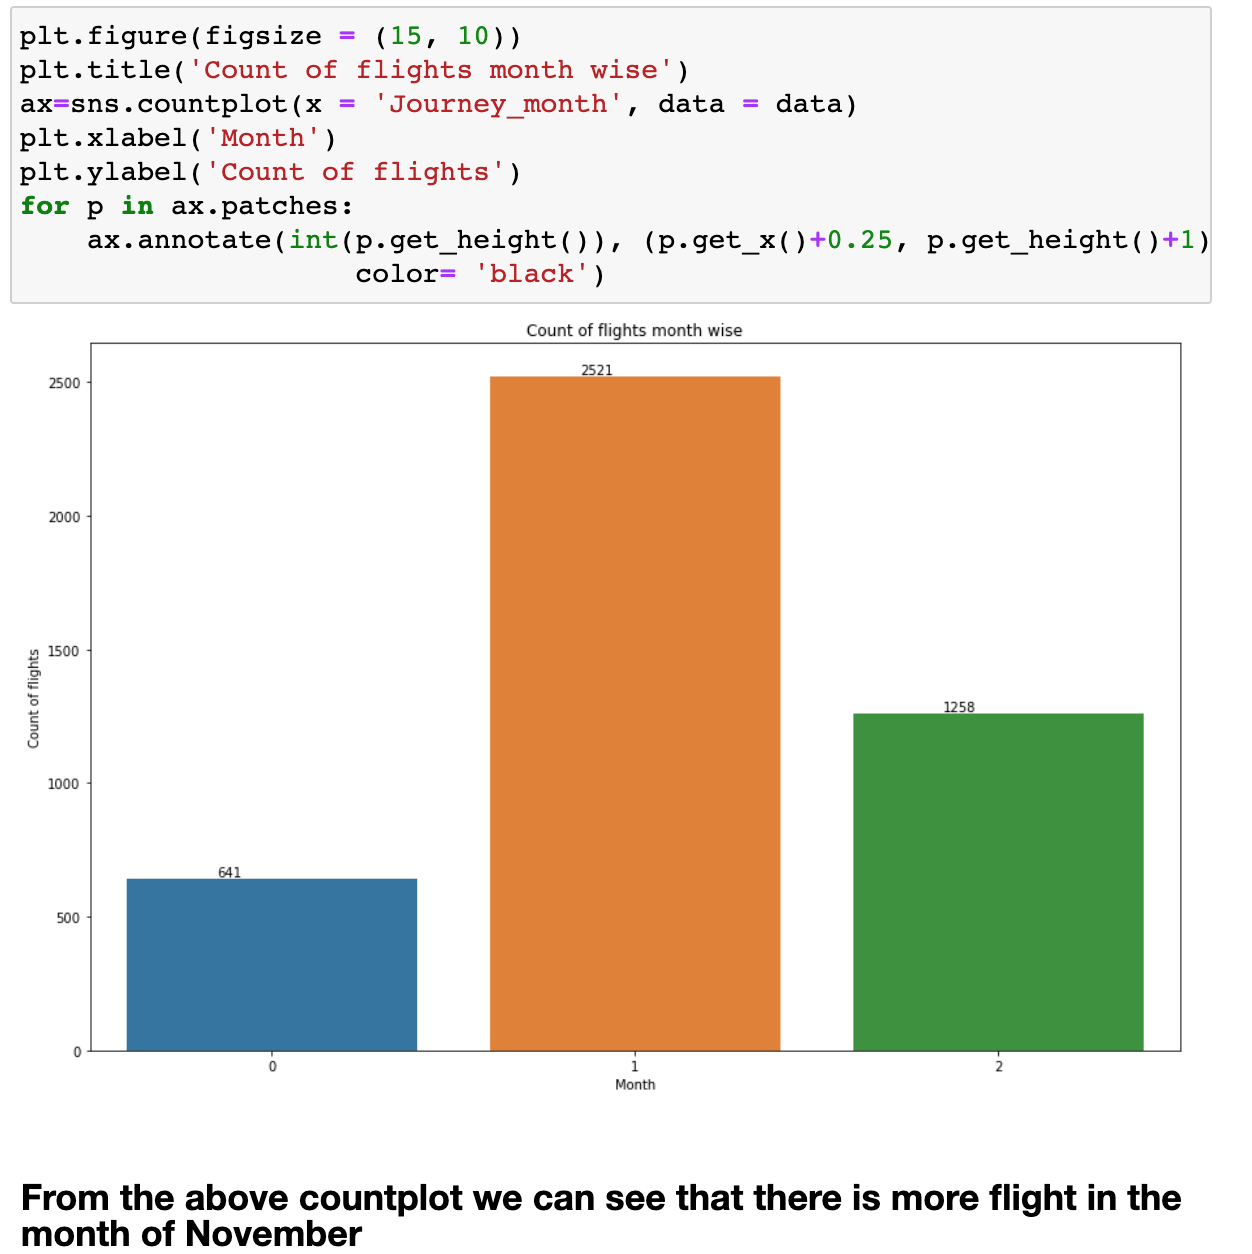 plt.figure(figsize = (15, 10))
plt.title('Count of flights month wise')
ax=sns.countplot(x = 'Journey_month', data = data)
plt.xlabel('Month')
plt.ylabel('Count of flights')
for p in ax.patches:
    ax.annotate(int(p.get_height()), (p.get_x()+0.25, p.get_height()+1)
                    color= 'black')
Count of flights month wise
2500
2000
1500
1000
500
0
Count of flights
641
2521
1258
0
1
2
Month
From the above countplot we can see that there is more flight in the
month of November